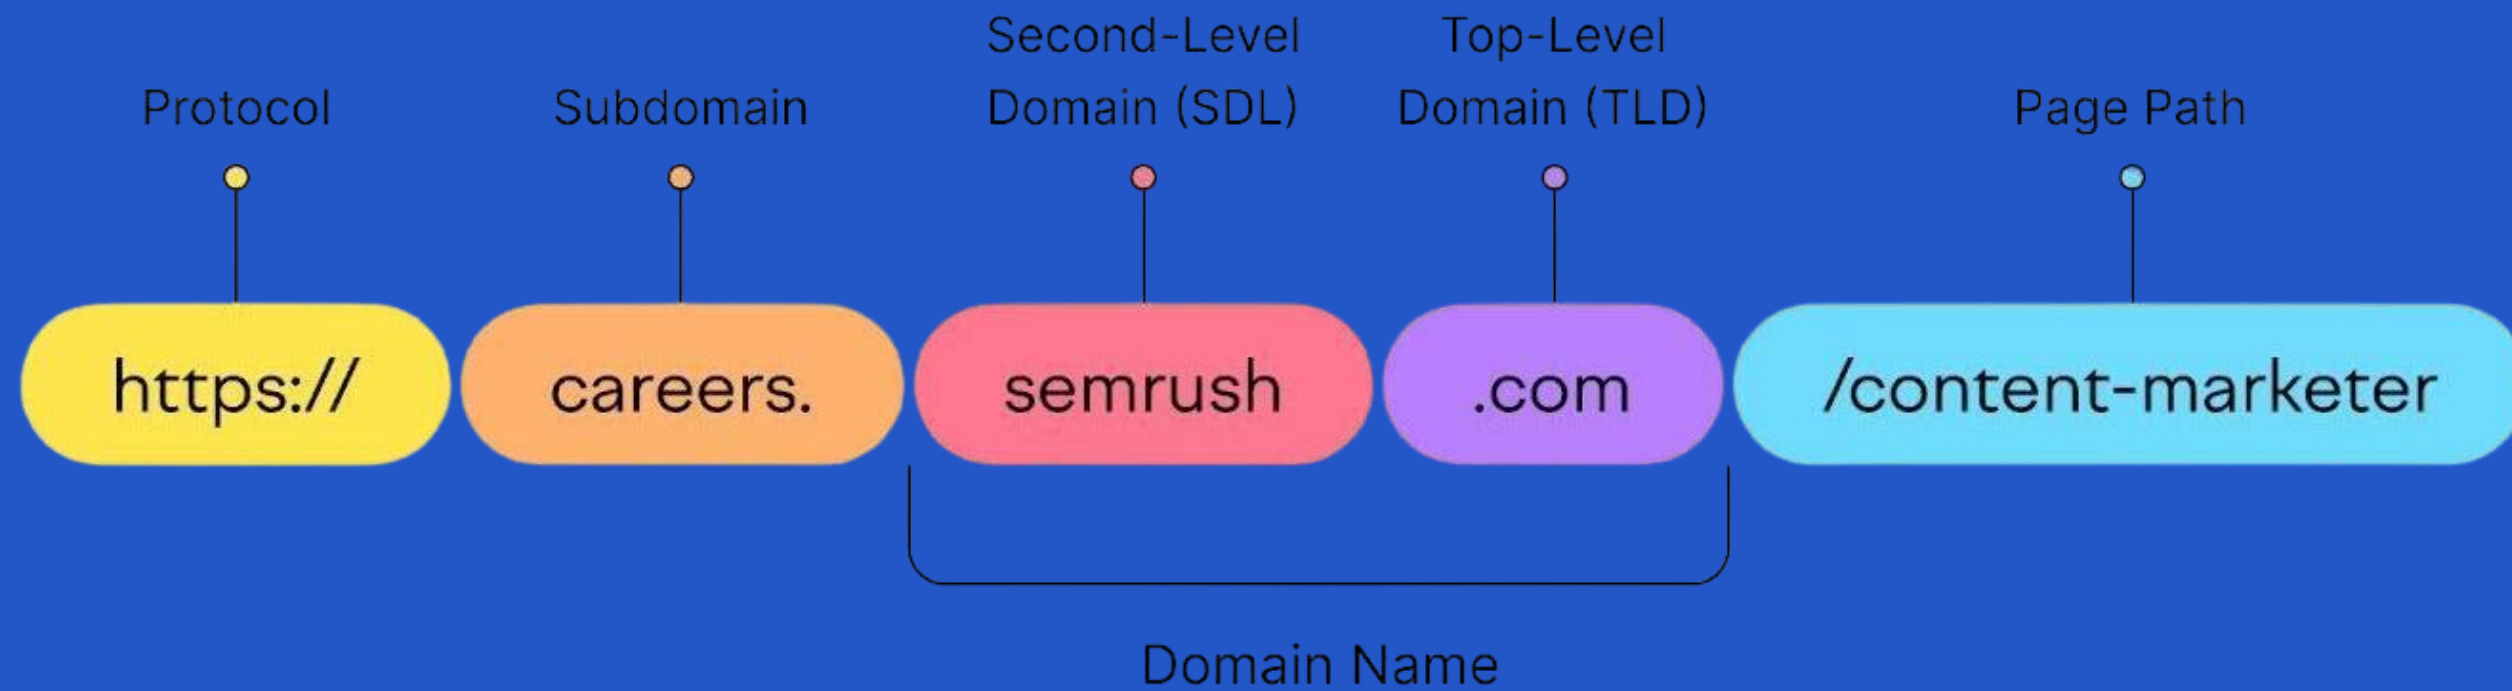 Protocol
Subdomain
Second-Level
Domain (SDL)
Top-Level
Domain (TLD)
Page Path
https://
careers.
semrush
.com
/content-marketer
Domain Name